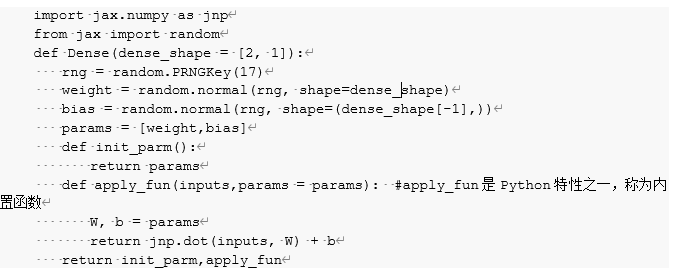 import jax.numpy as jnp
from jax import random
def Dense(dense_shape = [2, 1]):
    rng = random.PRNGKey(17)
    weight = random.normal(rng, shape=dense_shape)
    bias = random.normal(rng, shape=(dense_shape[-1],))
    params = [weight,bias]
    def init_parm():
        return params
    def apply_fun(inputs,params = params):  #apply_fun是 Python 特性之一，称为内
置函数
        W, b = params
        return jnp.dot(inputs, W) + b
    return init_parm,apply_fun